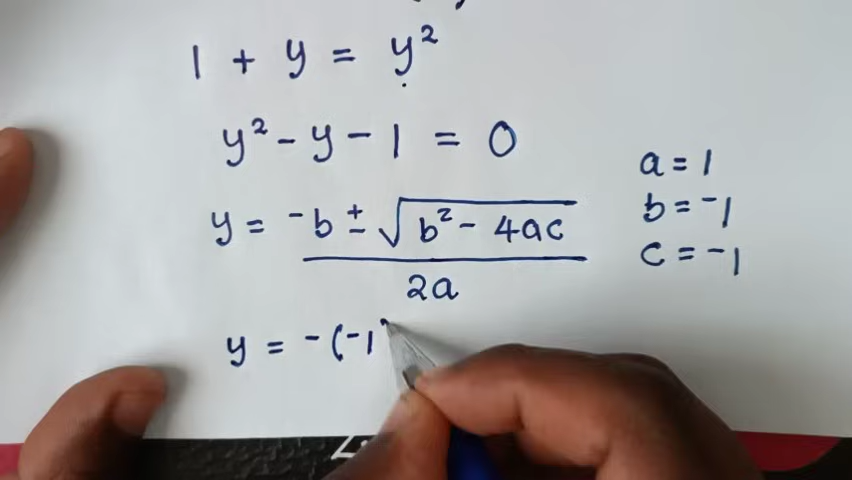 1 + y = y²
y² - y - 1 = 0
y = -b ± √(b² - 4ac)
2a
a = 1
b = -1
c = -1
y = -(-1)